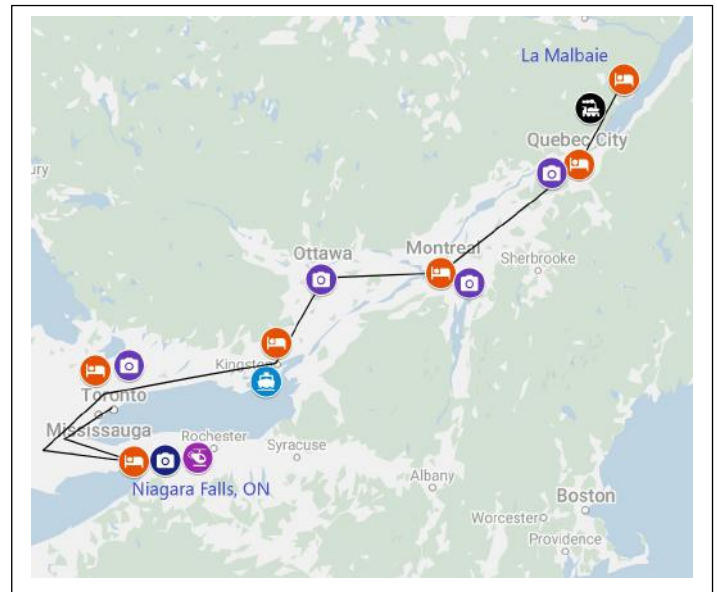 La Malbaie
Quebec City
ury
Ottawa
Montreal
Sherbrooke
Kingston
Toronto
Mississauga
Rochester
Syracuse
Niagara Falls, ON
Albany
Boston
Worcester
Providence